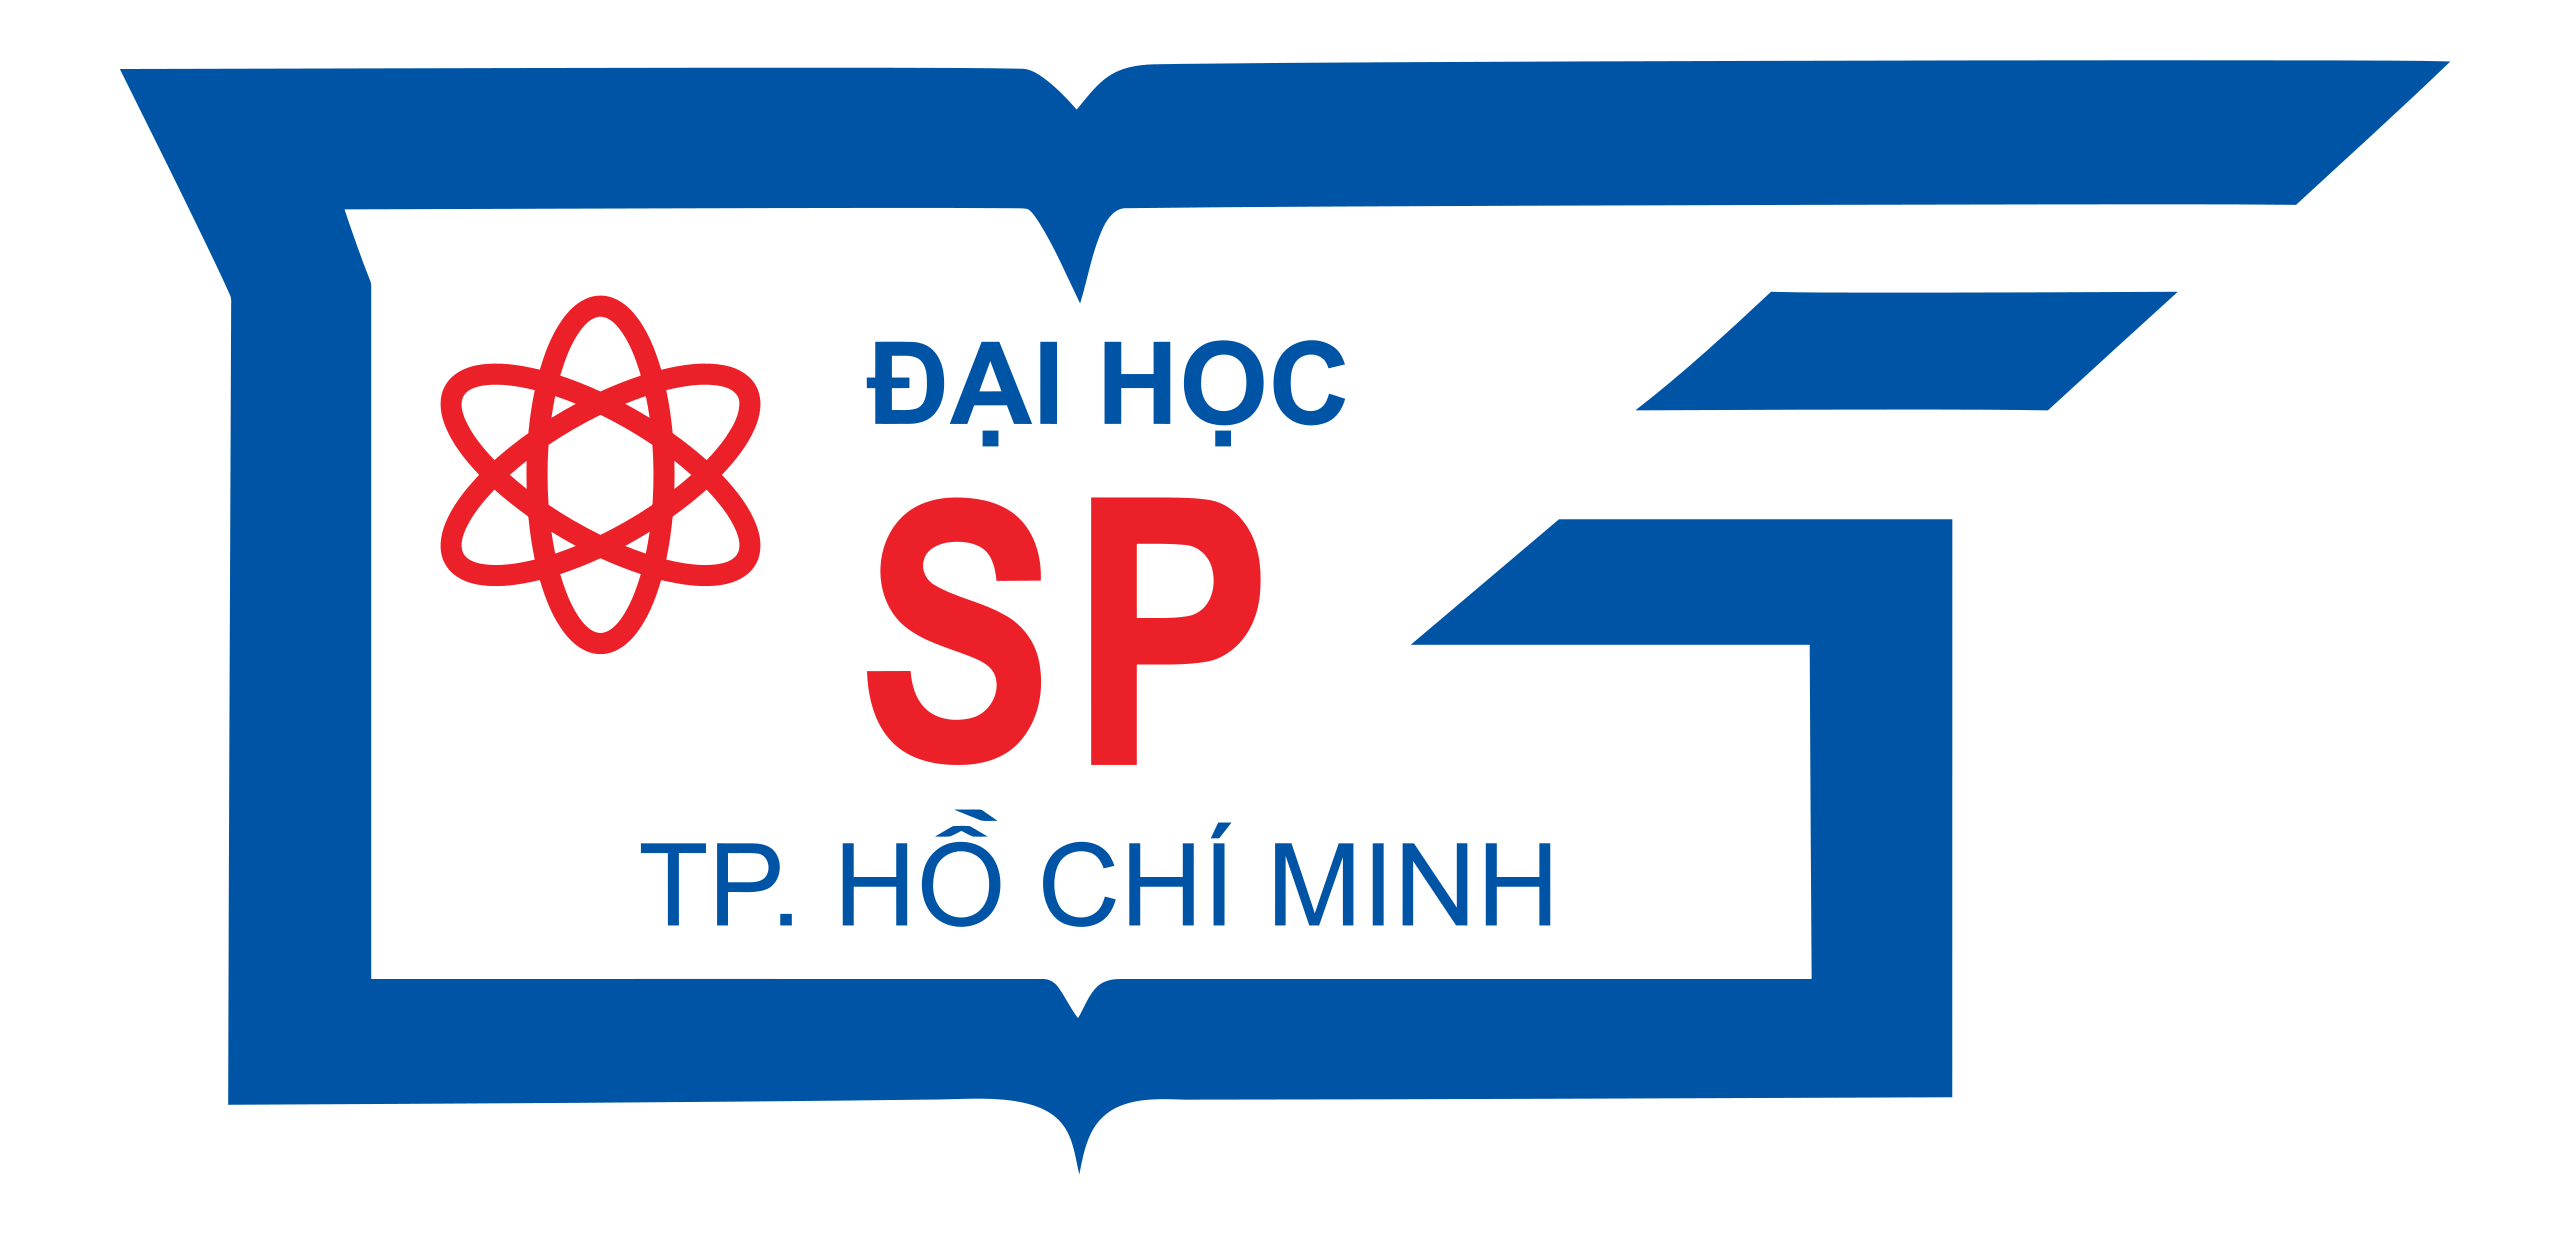 ĐẠI HỌC
SP
TP. HỒ CHÍ MINH